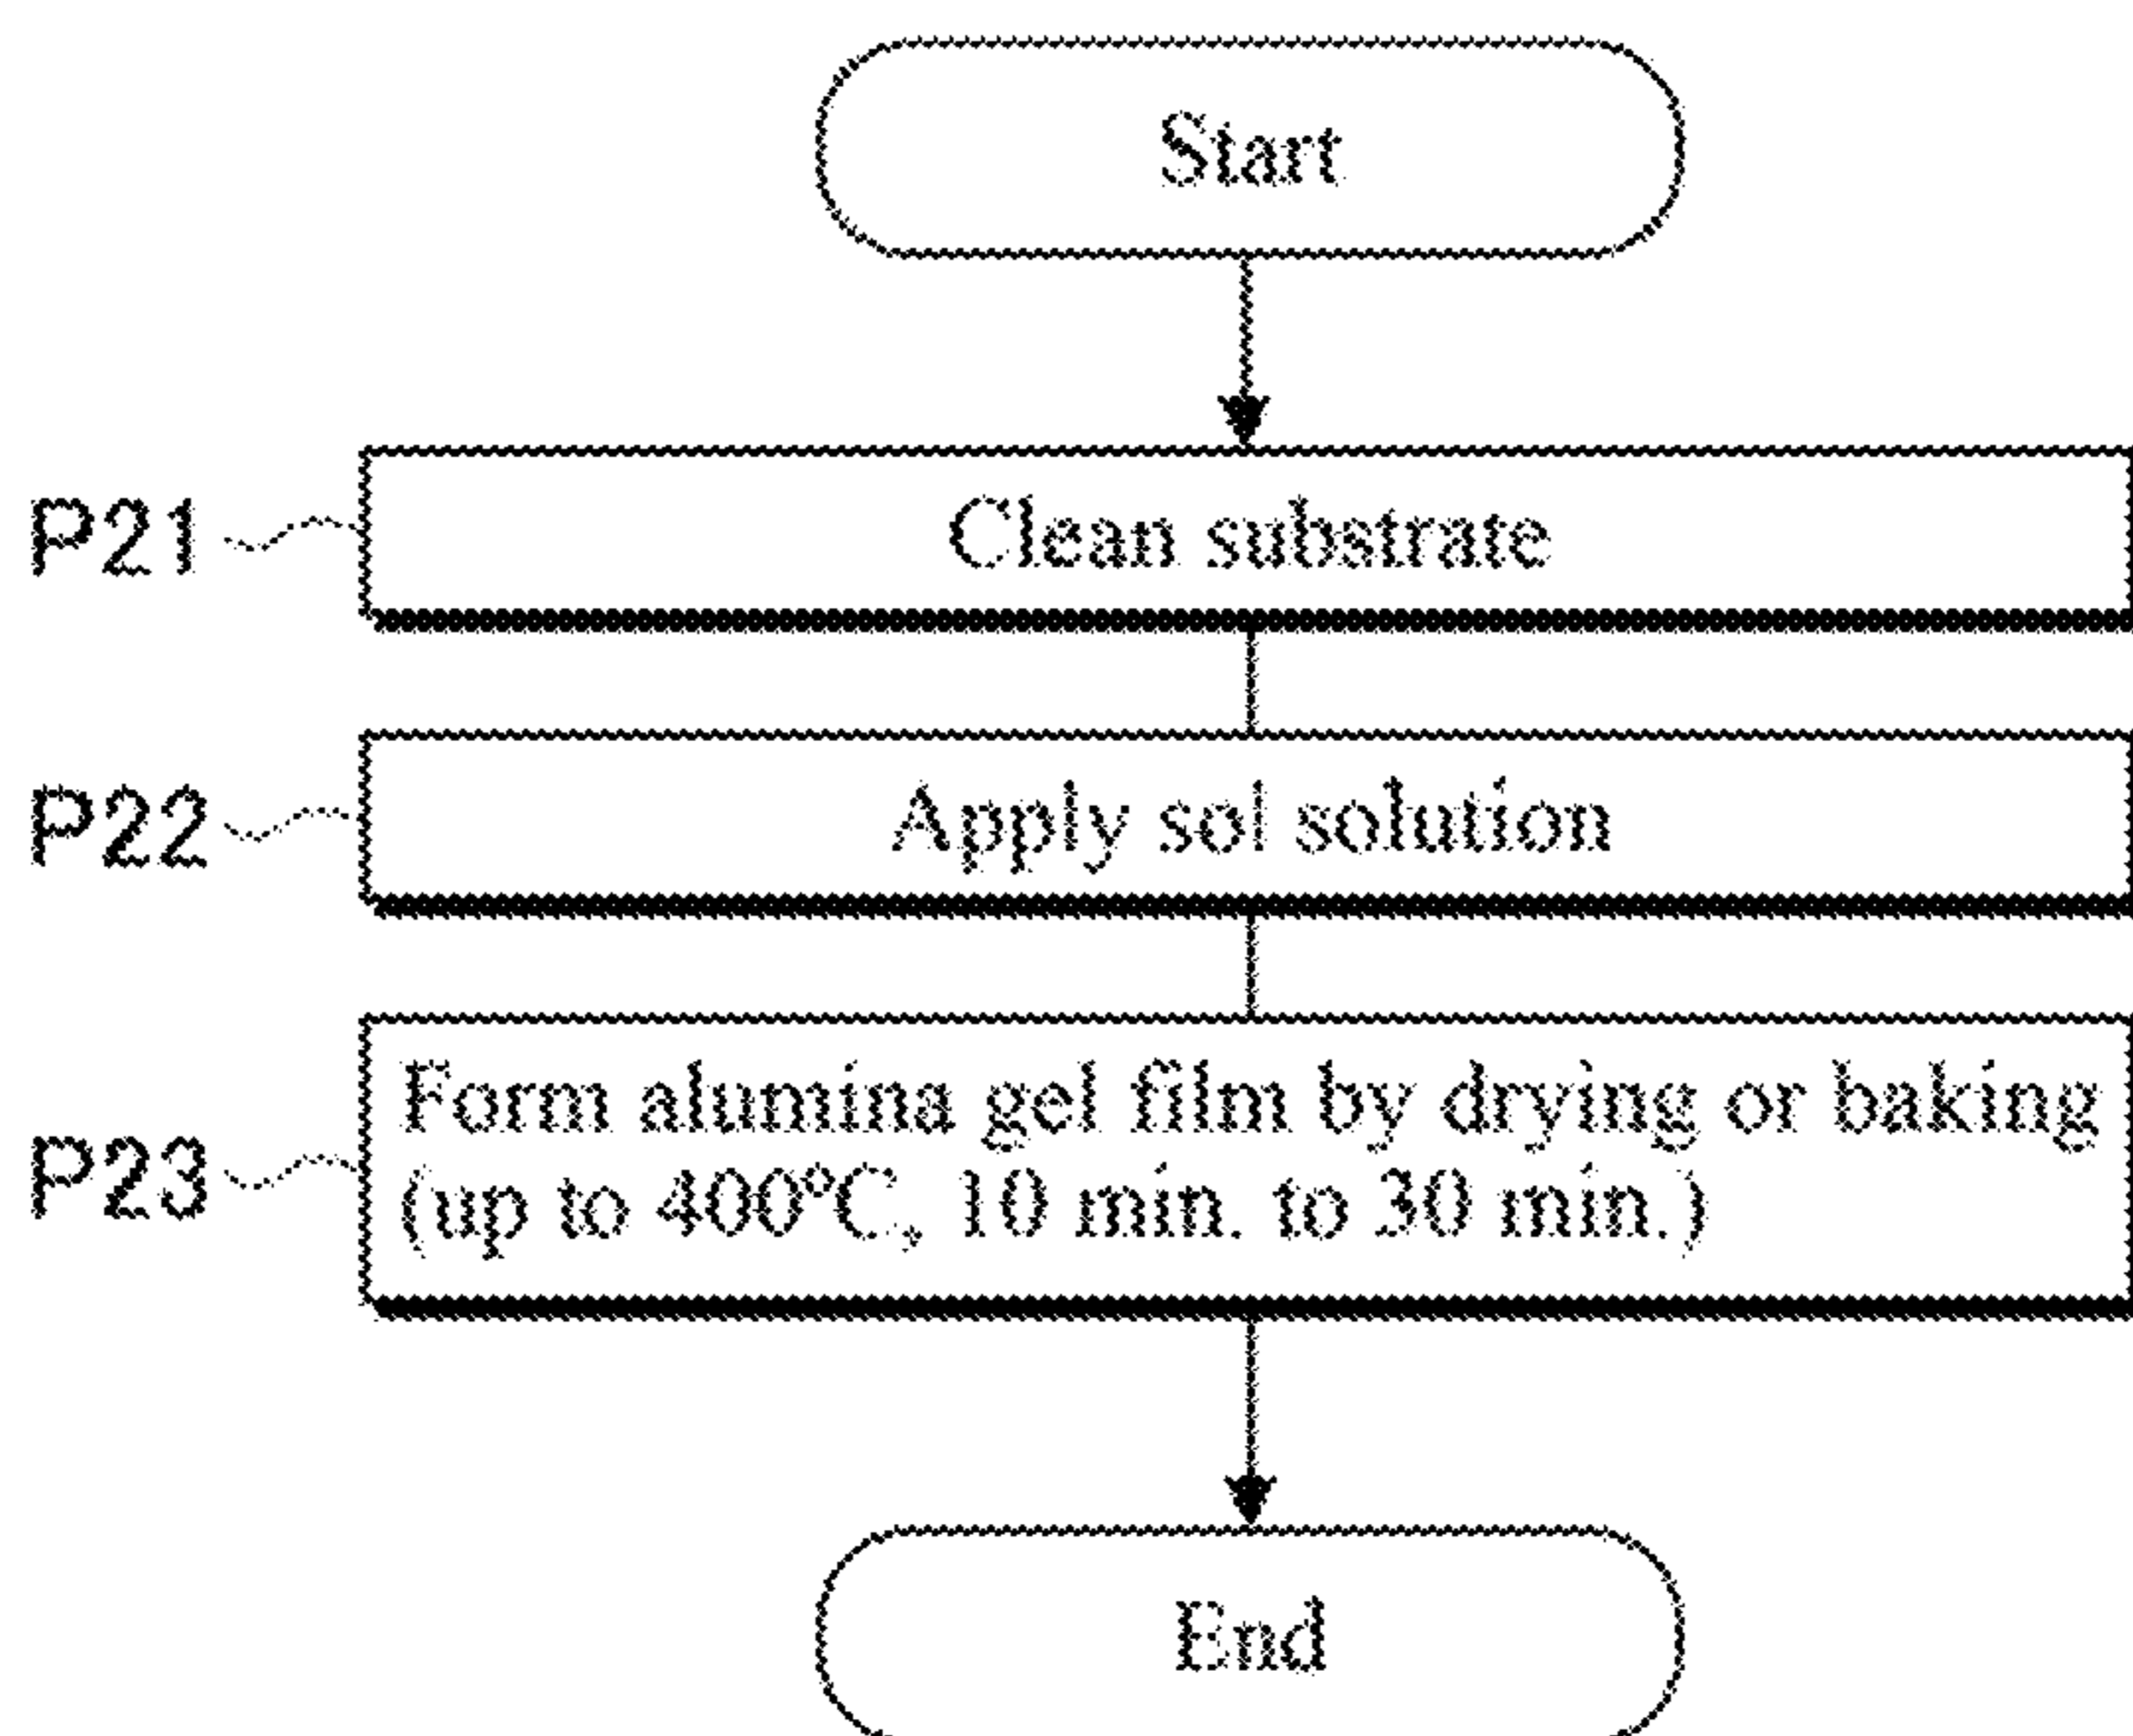 Start
P21
Clean substrate
P22
Apply sol solution
P23
Form alumina gel film by drying or baking
(up to 400°C, 10 min. to 30 min.)
End